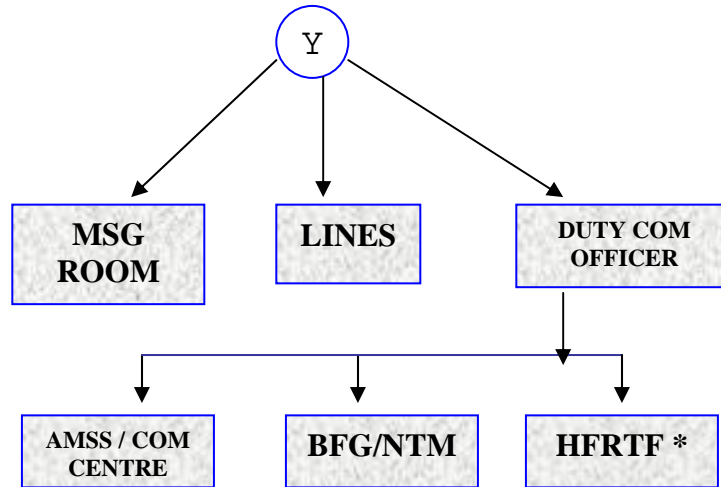 Y
MSG
ROOM
LINES
DUTY COM
OFFICER
AMSS / COM
CENTRE
BFG/NTM
HFRTF *